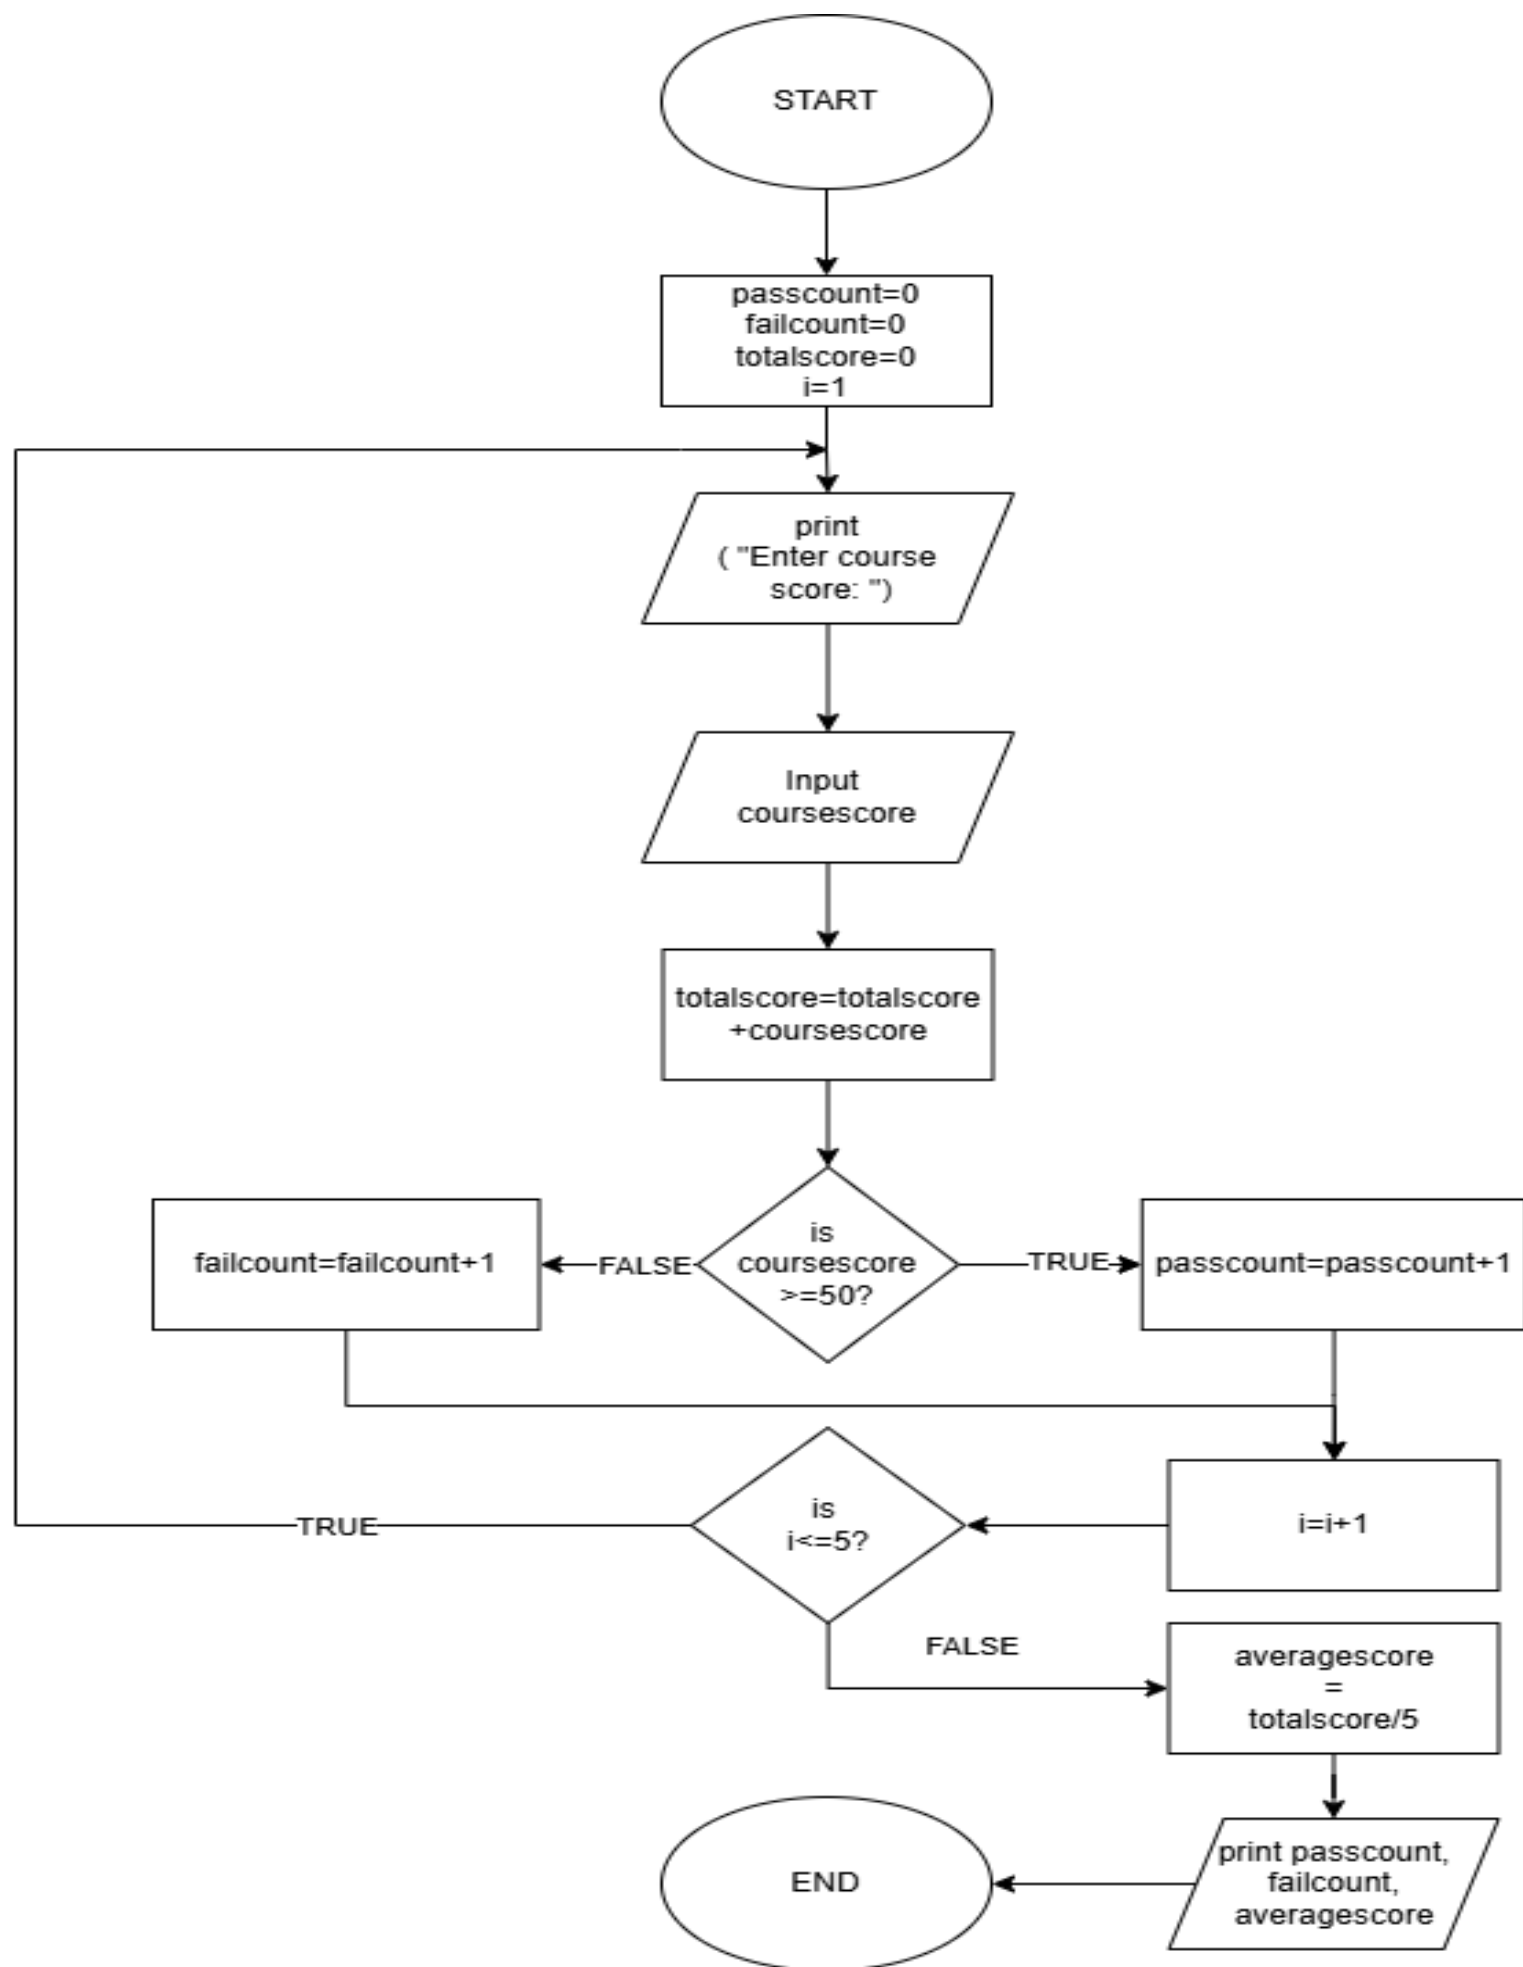 START
passcount=0
failcount=0
totalscore=0
i=1
print
( "Enter course
score: ")
Input
coursescore
totalscore=totalscore
+coursescore
is
coursescore
>=50?
FALSE
failcount=failcount+1
TRUE
passcount=passcount+1
i=i+1
is
i<=5?
TRUE
FALSE
averagescore
=
totalscore/5
print passcount,
failcount,
averagescore
END